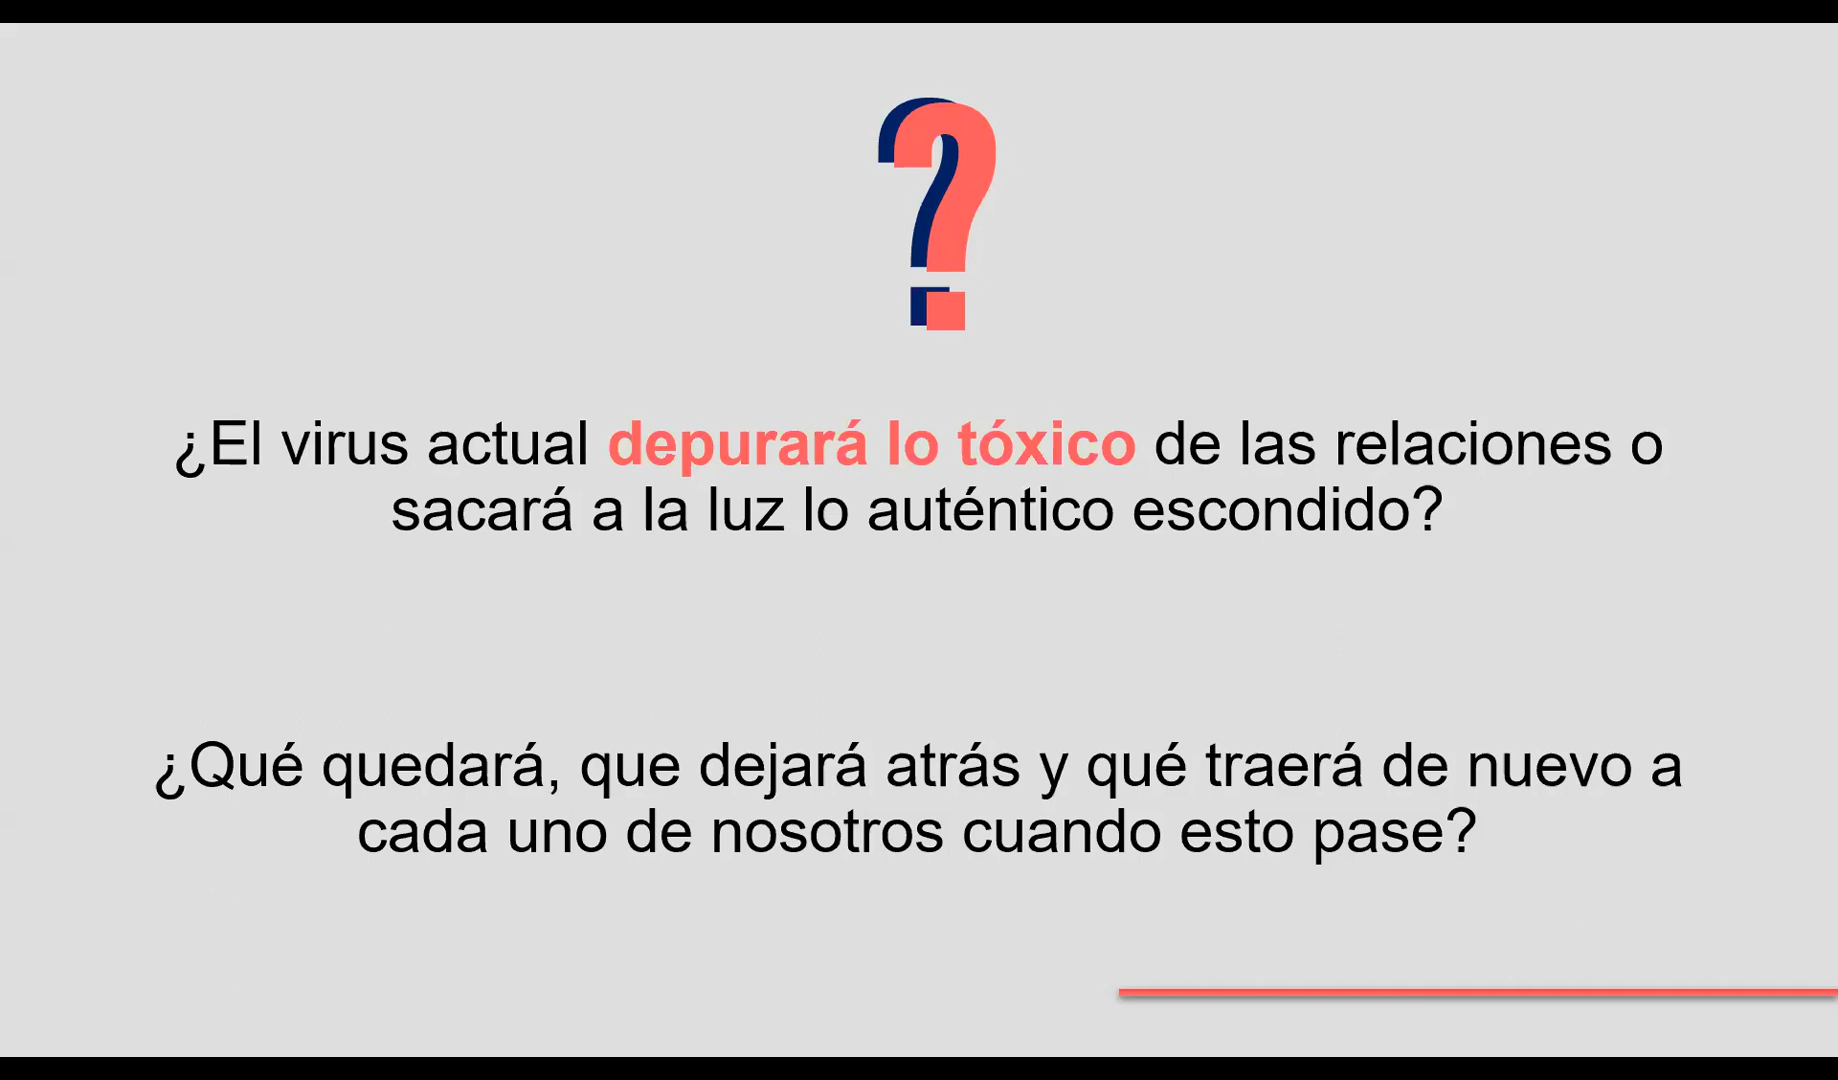 ?
¿El virus actual depurará lo tóxico de las relaciones o
sacará a la luz lo auténtico escondido?
¿Qué quedará, que dejará atrás y qué traerá de nuevo a
cada uno de nosotros cuando esto pase?